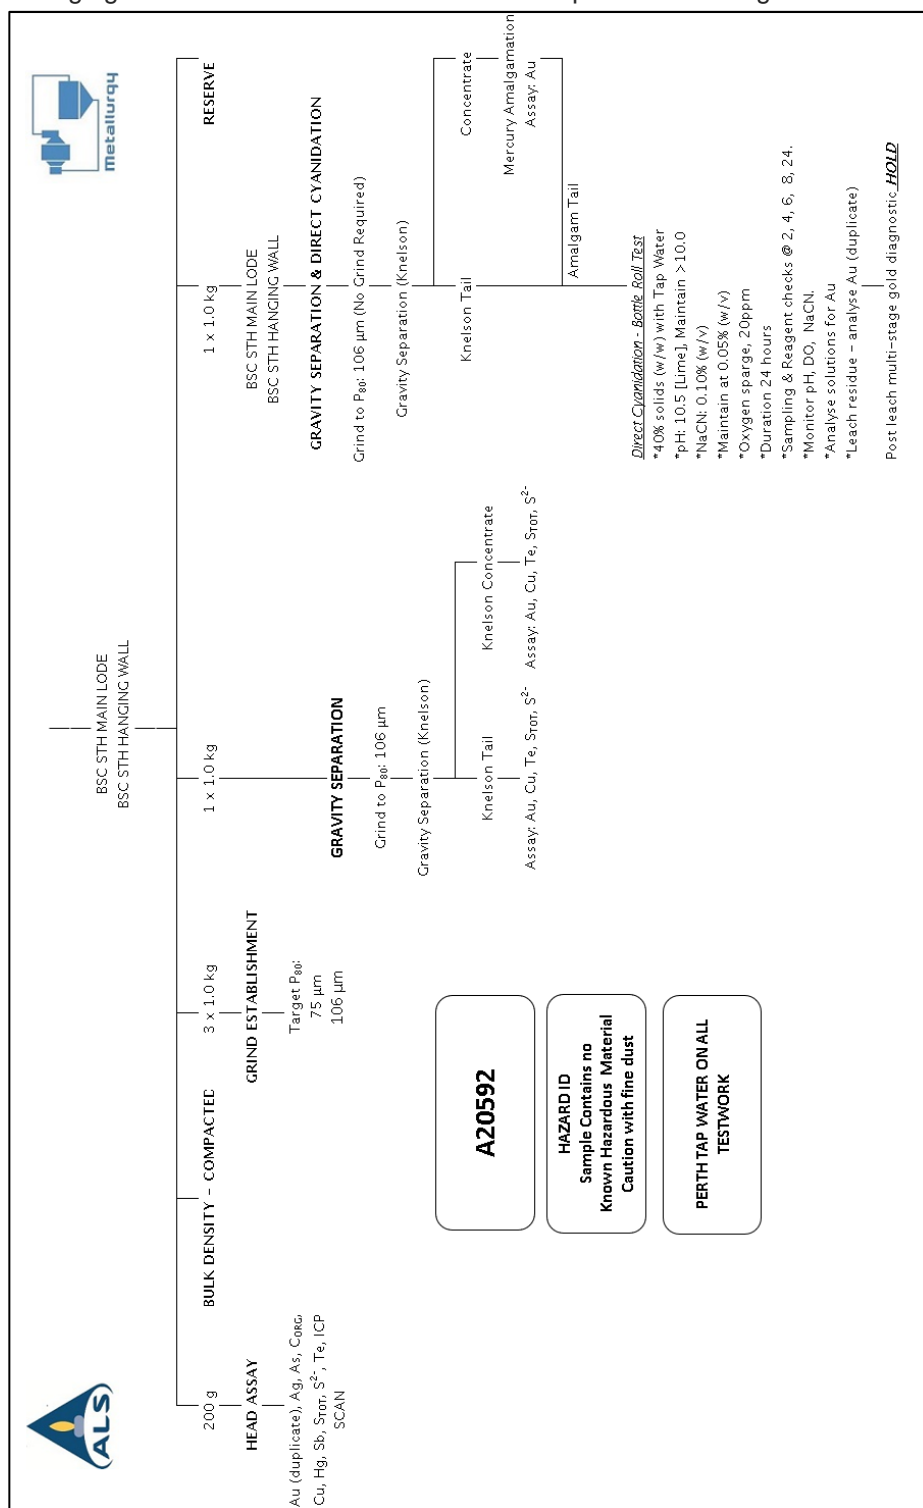 ALS
metallurgy
BSC STH MAIN LODE
BSC STH HANGING WALL
200 g
HEAD ASSAY
Au (duplicate), Ag, As, CORG,
Cu, Hg, Sb, STOT, S2-, Te, ICP
SCAN
BULK DENSITY – COMPACTED
3 x 1.0 kg
GRIND ESTABLISHMENT
Target P80:
75 µm
106 µm
1 x 1.0 kg
GRAVITY SEPARATION
Grind to P80: 106 µm
Gravity Separation (Knelson)
Knelson Tail
Assay: Au, Cu, Te, STOT, S2-
Knelson Concentrate
Assay: Au, Cu, Te, STOT, S2-
1 x 1.0 kg
BSC STH MAIN LODE
BSC STH HANGING WALL
GRAVITY SEPARATION & DIRECT CYANIDATION
Grind to P80: 106 µm (No Grind Required)
Gravity Separation (Knelson)
Knelson Tail
Concentrate
Mercury Amalgamation
Assay: Au
Amalgam Tail
Direct Cyanidation - Bottle Roll Test
*40% solids (w/w) with Tap Water
*pH: 10.5 [Lime], Maintain >10.0
*NaCN: 0.10% (w/v)
*Maintain at 0.05% (w/v)
*Oxygen sparge, 20ppm
*Duration 24 hours
*Sampling & Reagent checks @ 2, 4, 6, 8, 24.
*Monitor pH, DO, NaCN.
*Analyse solutions for Au
*Leach residue – analyse Au (duplicate)
Post leach multi-stage gold diagnostic HOLD
RESERVE
A20592
HAZARD ID
Sample Contains no
Known Hazardous Material
Caution with fine dust
PERTH TAP WATER ON ALL
TESTWORK